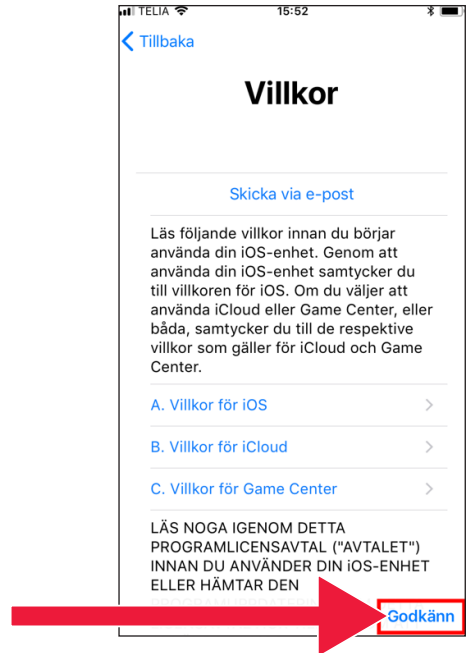 TELIA 15:52
Tillbaka
Villkor
Skicka via e-post
Läs följande villkor innan du börjar
använda din iOS-enhet. Genom att
använda din iOS-enhet samtycker du
till villkoren för iOS. Om du väljer att
använda iCloud eller Game Center, eller
båda, samtycker du till de respektive
villkor som gäller för iCloud och Game
Center.
A. Villkor för iOS
B. Villkor för iCloud
C. Villkor för Game Center
LÄS NOGA IGENOM DETTA
PROGRAMLICENSAVTAL ("AVTALET")
INNAN DU ANVÄNDER DIN iOS-ENHET
ELLER HÄMTAR DEN
Godkänn